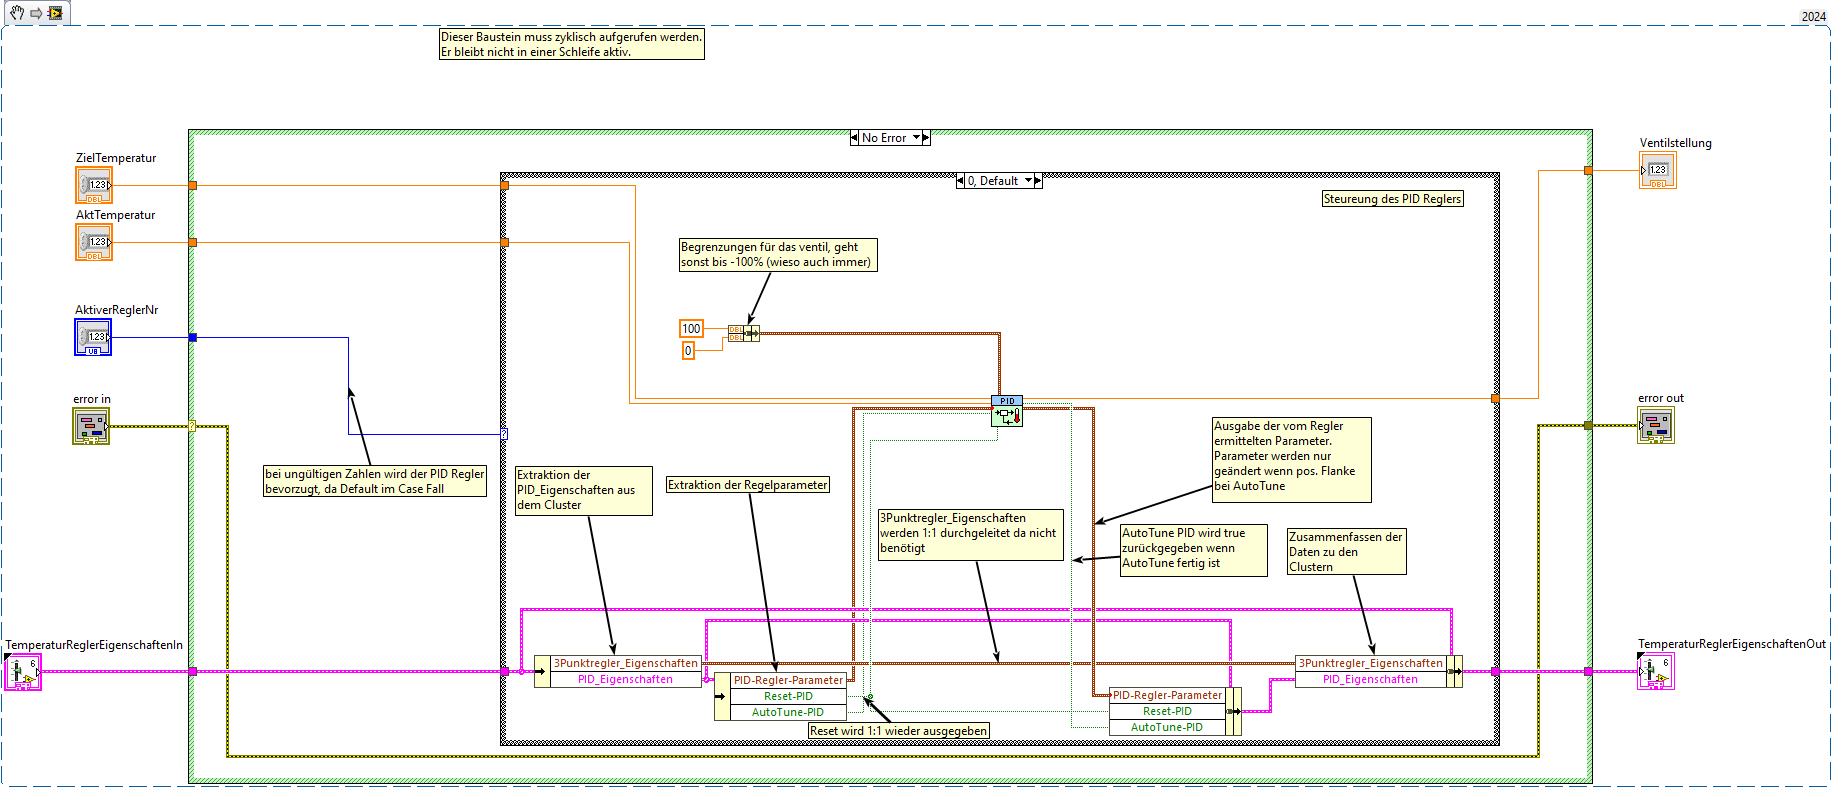 2024
Dieser Baustein muss zyklisch aufgerufen werden.
Er bleibt nicht in einer Schleife aktiv.
No Error
ZielTemperatur
1.23
DBL
AktTemperatur
1.23
DBL
AktiverReglerNr
1.23
U8
error in
?
TemperaturReglerEigenschaftenIn
6
0, Default
Steureung des PID Reglers
Begrenzungen für das ventil, geht
sonst bis -100% (wieso auch immer)
100
0
DBL
DBL
PID
?
bei ungültigen Zahlen wird der PID Regler
bevorzugt, da Default im Case Fall
Extraktion der
PID_Eigenschaften aus
dem Cluster
Extraktion der Regelparameter
3Punktregler_Eigenschaften
werden 1:1 durchgeleitet da nicht
benötigt
Ausgabe der vom Regler
ermittelten Parameter.
Parameter werden nur
geändert wenn pos. Flanke
bei AutoTune
AutoTune PID wird true
zurückgegeben wenn
AutoTune fertig ist
Zusammenfassen der
Daten zu den
Clustern
3Punktregler_Eigenschaften
PID_Eigenschaften
PID-Regler-Parameter
Reset-PID
AutoTune-PID
Reset wird 1:1 wieder ausgegeben
PID-Regler-Parameter
Reset-PID
AutoTune-PID
3Punktregler_Eigenschaften
PID_Eigenschaften
Ventilstellung
1.23
DBL
error out
TemperaturReglerEigenschaftenOut
6